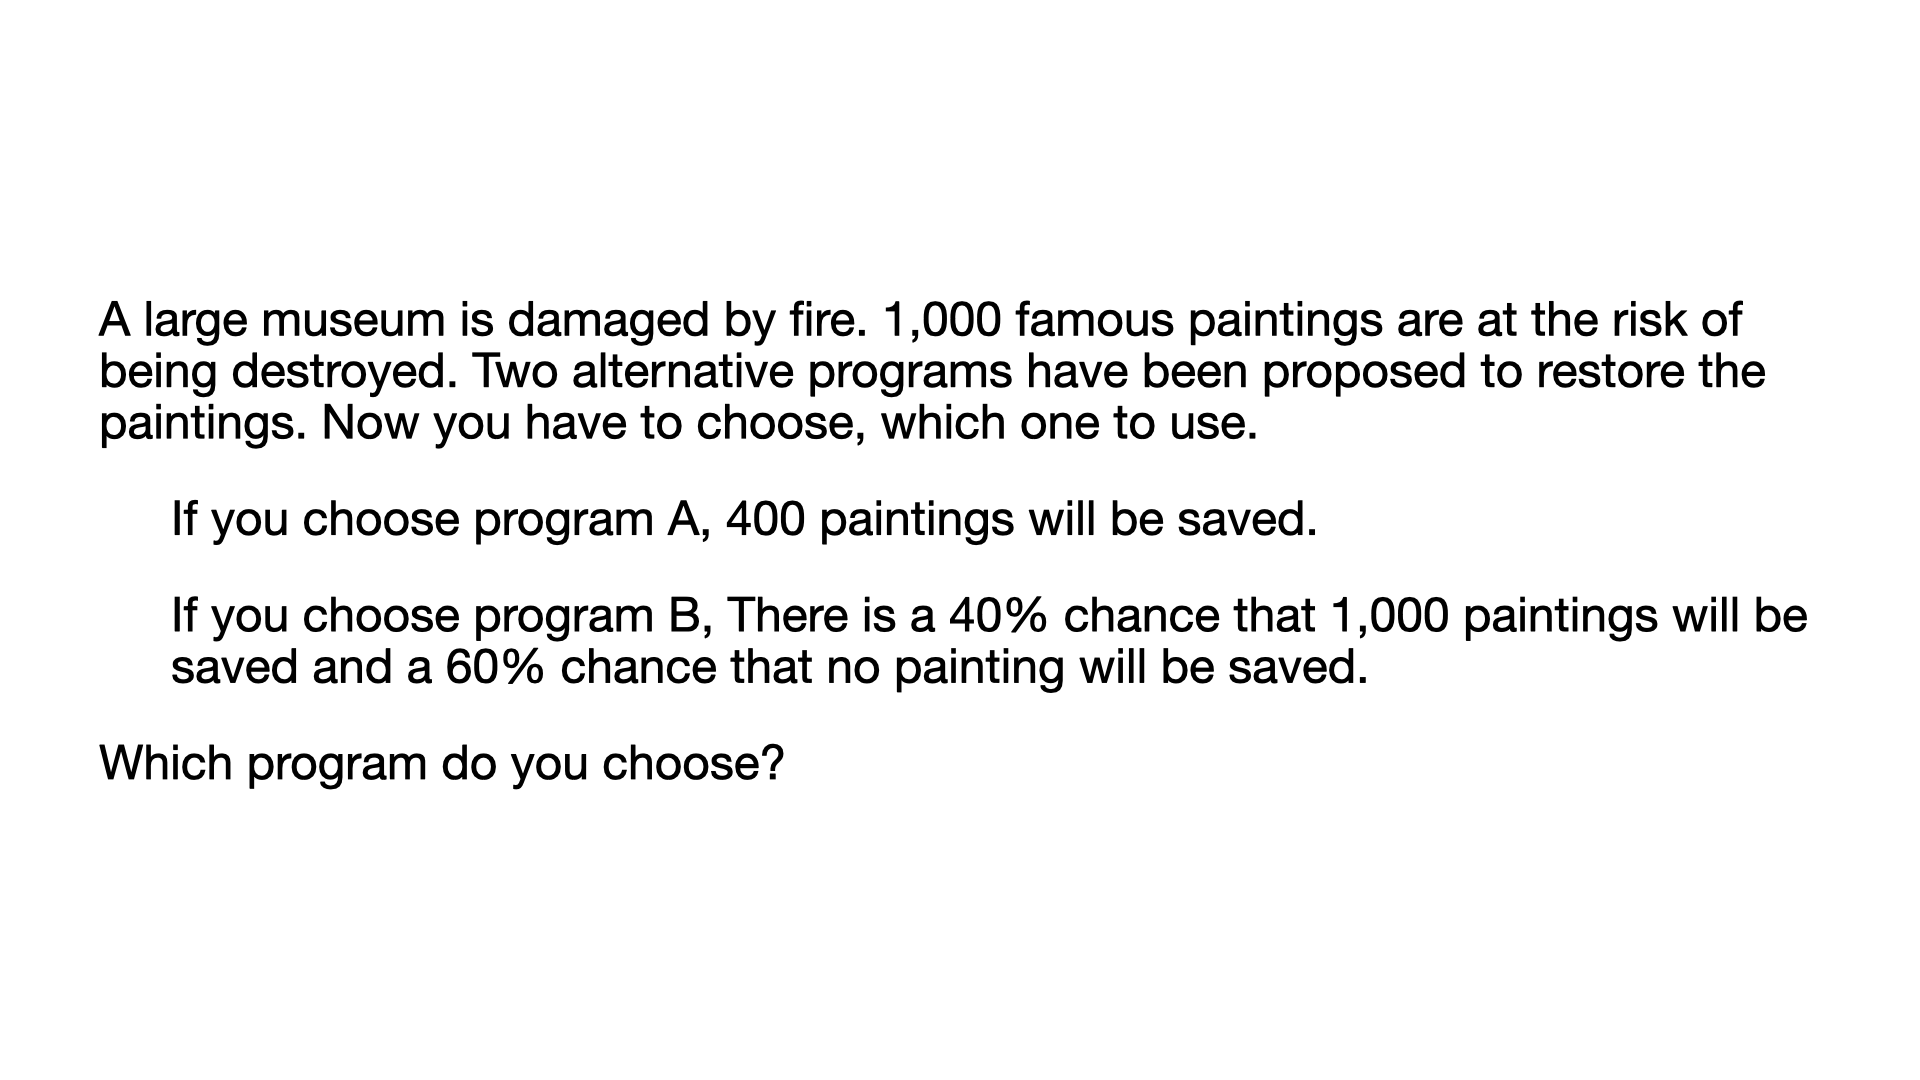 A large museum is damaged by fire. 1,000 famous paintings are at the risk of
being destroyed. Two alternative programs have been proposed to restore the
paintings. Now you have to choose, which one to use.
If you choose program A, 400 paintings will be saved.
If you choose program B, There is a 40% chance that 1,000 paintings will be
saved and a 60% chance that no painting will be saved.
Which program do you choose?